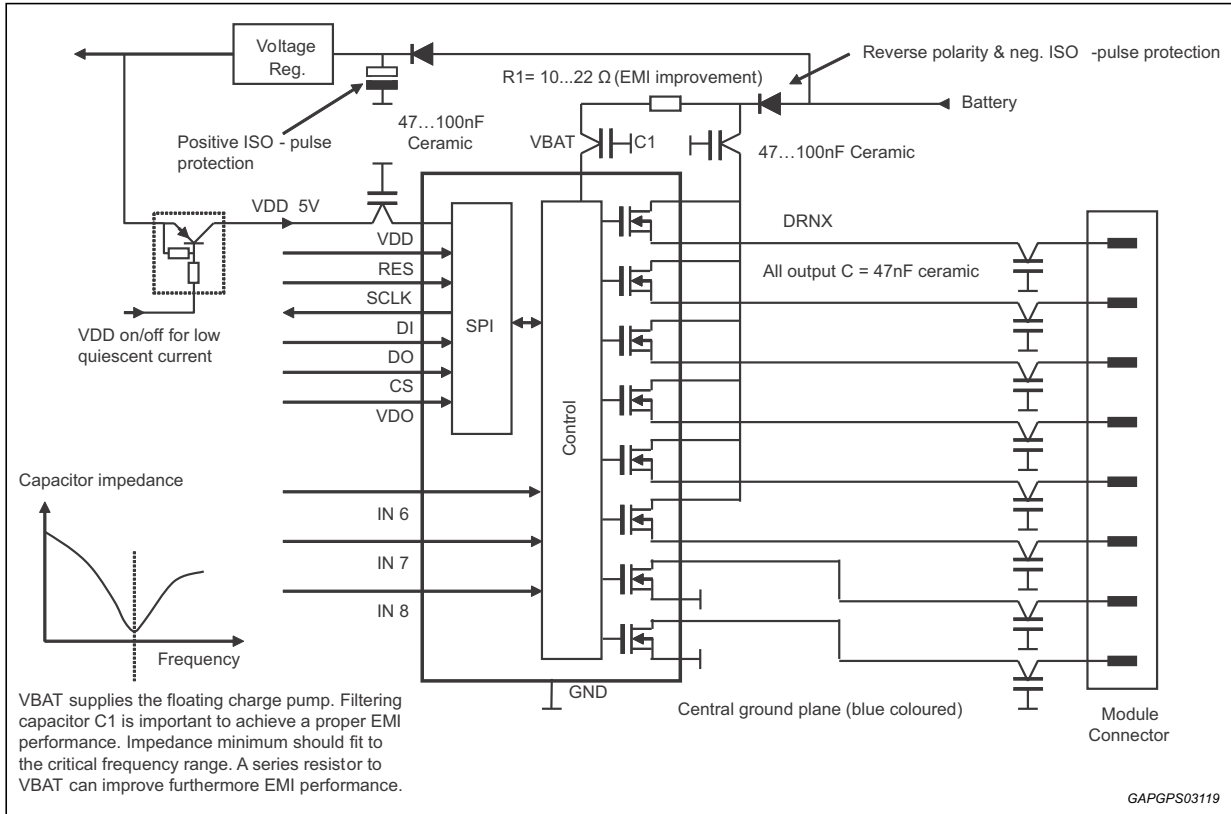 Voltage
Reg.
Reverse polarity & neg. ISO -pulse protection
R1= 10...22 Ω (EMI improvement)
Battery
Positive ISO - pulse
protection
47...100nF
Ceramic
VBAT
C1
47...100nF Ceramic
VDD 5V
DRNX
VDD
RES
All output C = 47nF ceramic
SCLK
SPI
VDD on/off for low
quiescent current
DI
DO
CS
VDO
Control
Capacitor impedance
IN 6
IN 7
IN 8
Frequency
GND
VBAT supplies the floating charge pump. Filtering
capacitor C1 is important to achieve a proper EMI
performance. Impedance minimum should fit to
the critical frequency range. A series resistor to
VBAT can improve furthermore EMI performance.
Central ground plane (blue coloured)
Module
Connector
GAPGPS03119